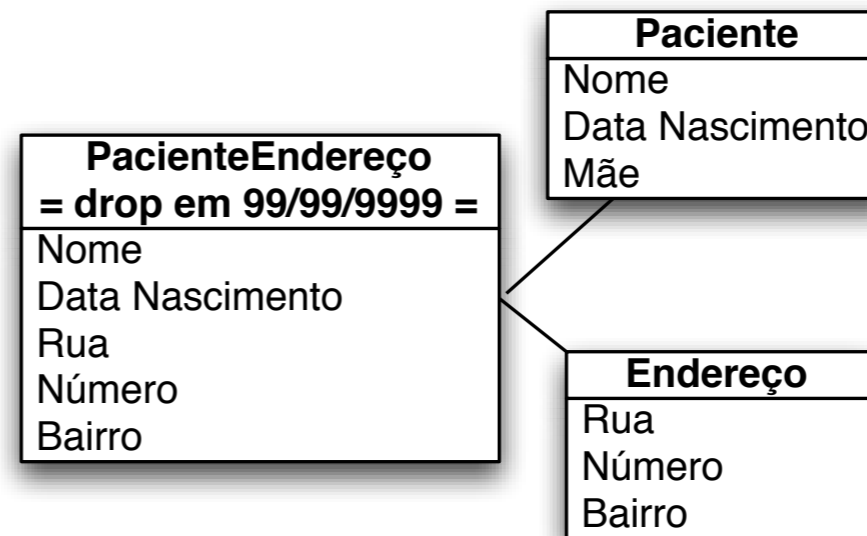 Paciente
Nome
Data Nascimento
Mãe
PacienteEndereço
= drop em 99/99/9999 =
Nome
Data Nascimento
Rua
Número
Bairro
Endereço
Rua
Número
Bairro